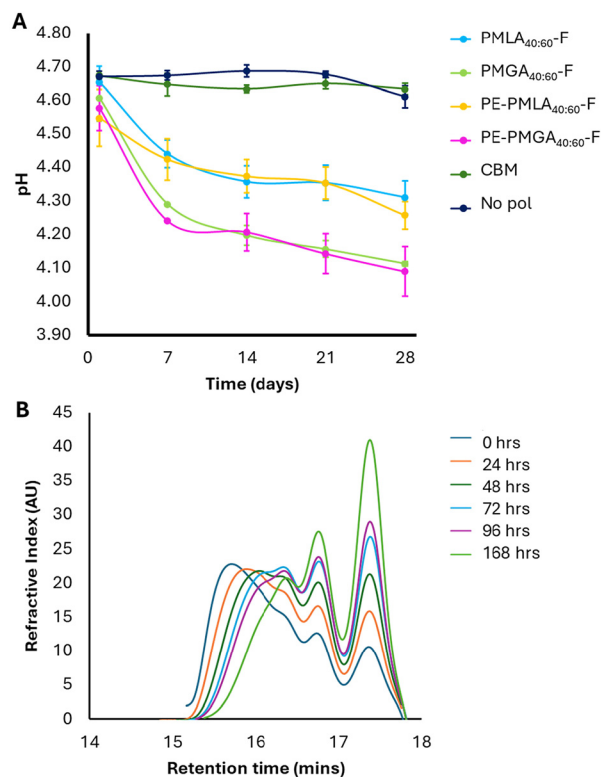 A
4.80
4.70
4.60
4.50
4.40
4.30
4.20
4.10
4.00
3.90
pH
0 7 14 21 28
Time (days)
PMLA40:60-F
PMGA40:60-F
PE-PMLA40:60-F
PE-PMGA40:60-F
CBM
No pol
B
45
40
35
30
25
20
15
10
5
0
Refractive Index (AU)
14 15 16 17 18
Retention time (mins)
0 hrs
24 hrs
48 hrs
72 hrs
96 hrs
168 hrs